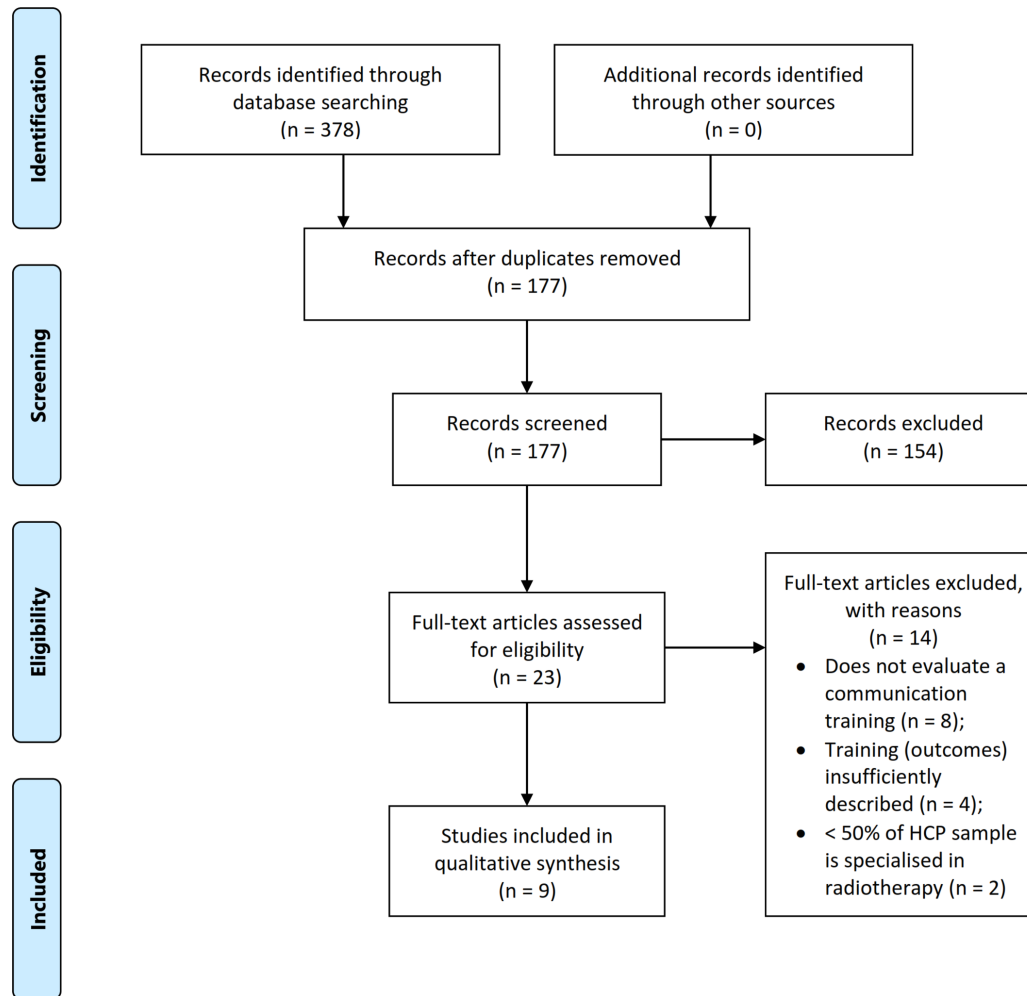 Identification
Records identified through
database searching
(n = 378)
Additional records identified
through other sources
(n = 0)
Records after duplicates removed
(n = 177)
Screening
Records screened
(n = 177)
Records excluded
(n = 154)
Eligibility
Full-text articles assessed
for eligibility
(n = 23)
Full-text articles excluded,
with reasons
(n = 14)
• Does not evaluate a
communication
training (n = 8);
• Training (outcomes)
insufficiently
described (n = 4);
• < 50% of HCP sample
is specialised in
radiotherapy (n = 2)
Included
Studies included in
qualitative synthesis
(n = 9)